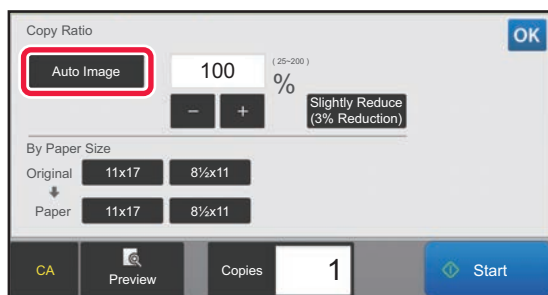 Copy Ratio
OK
Auto Image
100
(25~200)
%
- +
Slightly Reduce
(3% Reduction)
By Paper Size
Original 11x17 8½x11
Paper 11x17 8½x11
CA
Preview
Copies 1
Start